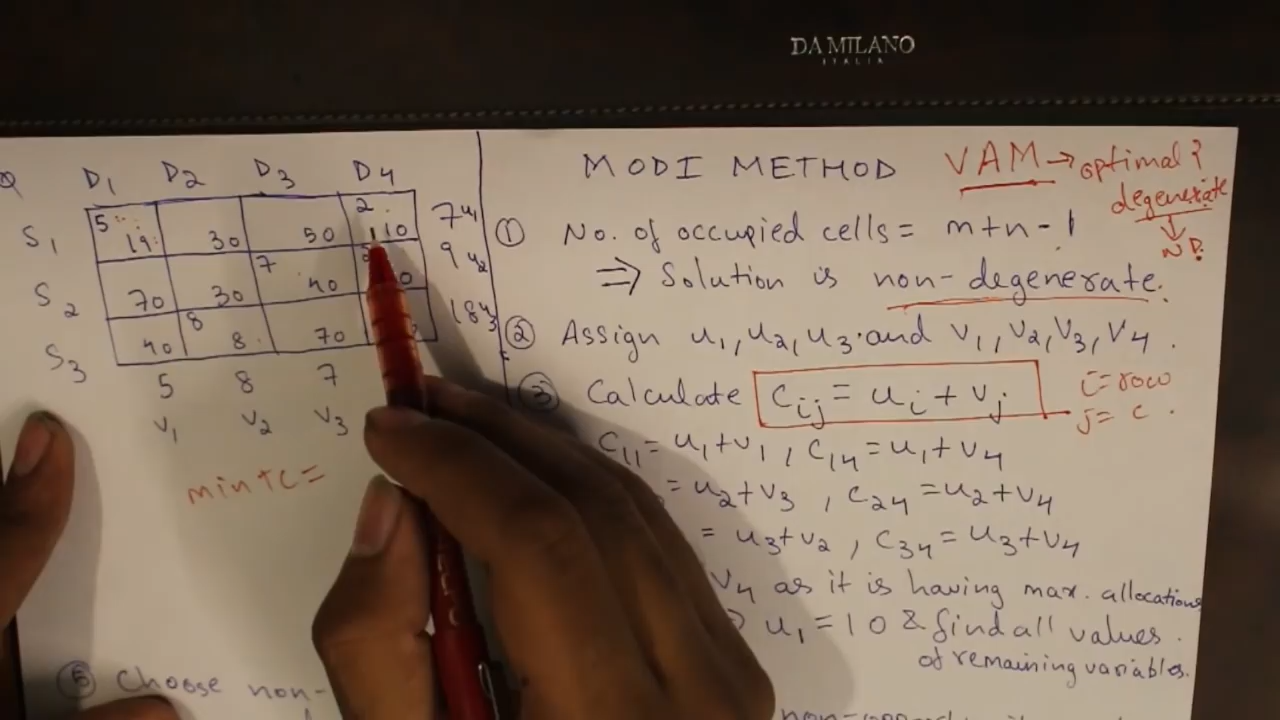 DA MILANO
ITALIA
D1 D2 D3 D4
S1 5 19 30 50 2 10 7 u1
S2 70 30 7 40 0 9 u2
S3 40 8 8 70 18 u3
5 8 7
v1 v2 v3
min TC =
MODI METHOD VAM → optimal?
degenerate
↓
N D.
① No. of occupied cells = m+n-1
⇒ Solution is non-degenerate.
② Assign u1, u2, u3 and v1, v2, v3, v4.
③ Calculate Cij = ui + vj
i = row
j = c.
C11 = u1+v1, C14 = u1+v4
= u2+v3, C24 = u2+v4
= u3+v2, C34 = u3+v4
v4 as it is having max. allocations
u1 = 10 & find all values
of remaining variables.
⑤ Choose non-